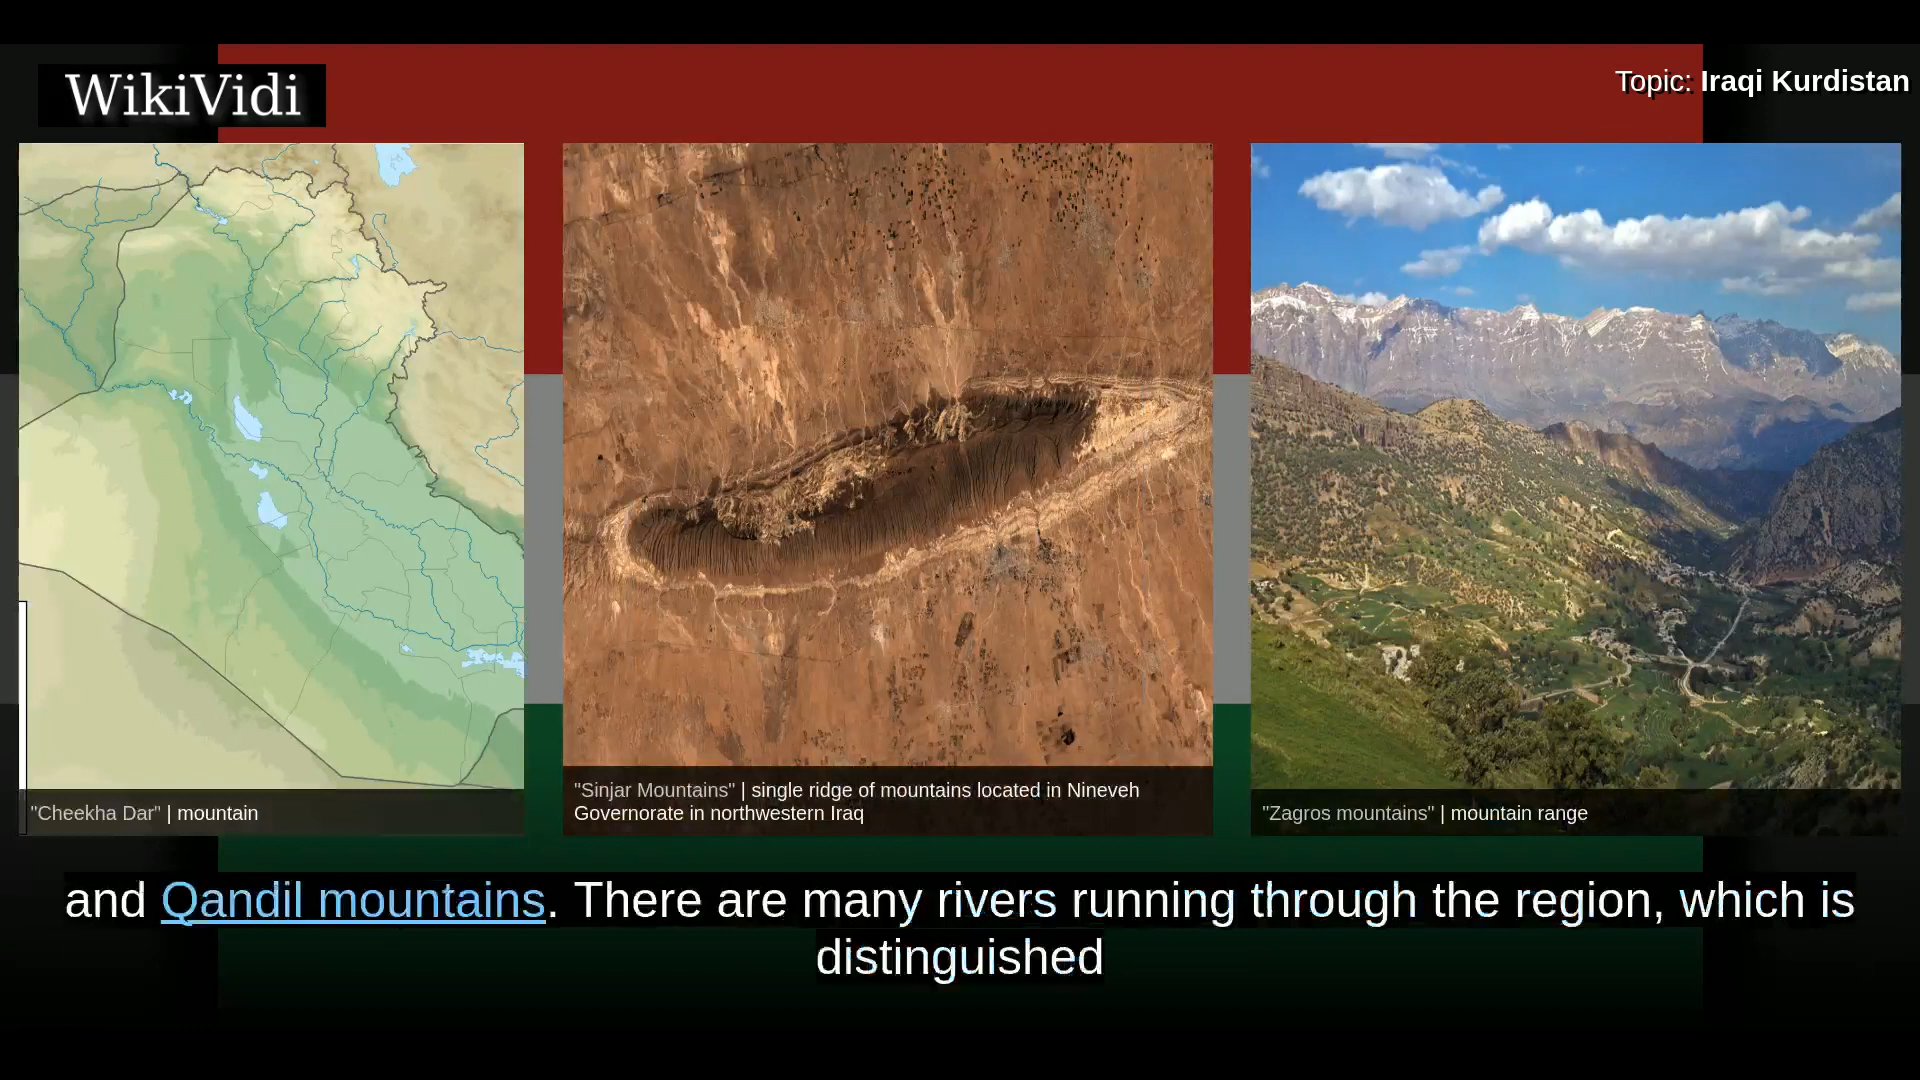 WikiVidi
Topic: Iraqi Kurdistan
"Cheekha Dar" | mountain
"Sinjar Mountains" | single ridge of mountains located in Nineveh
Governorate in northwestern Iraq
"Zagros mountains" | mountain range
and Qandil mountains. There are many rivers running through the region, which is
distinguished